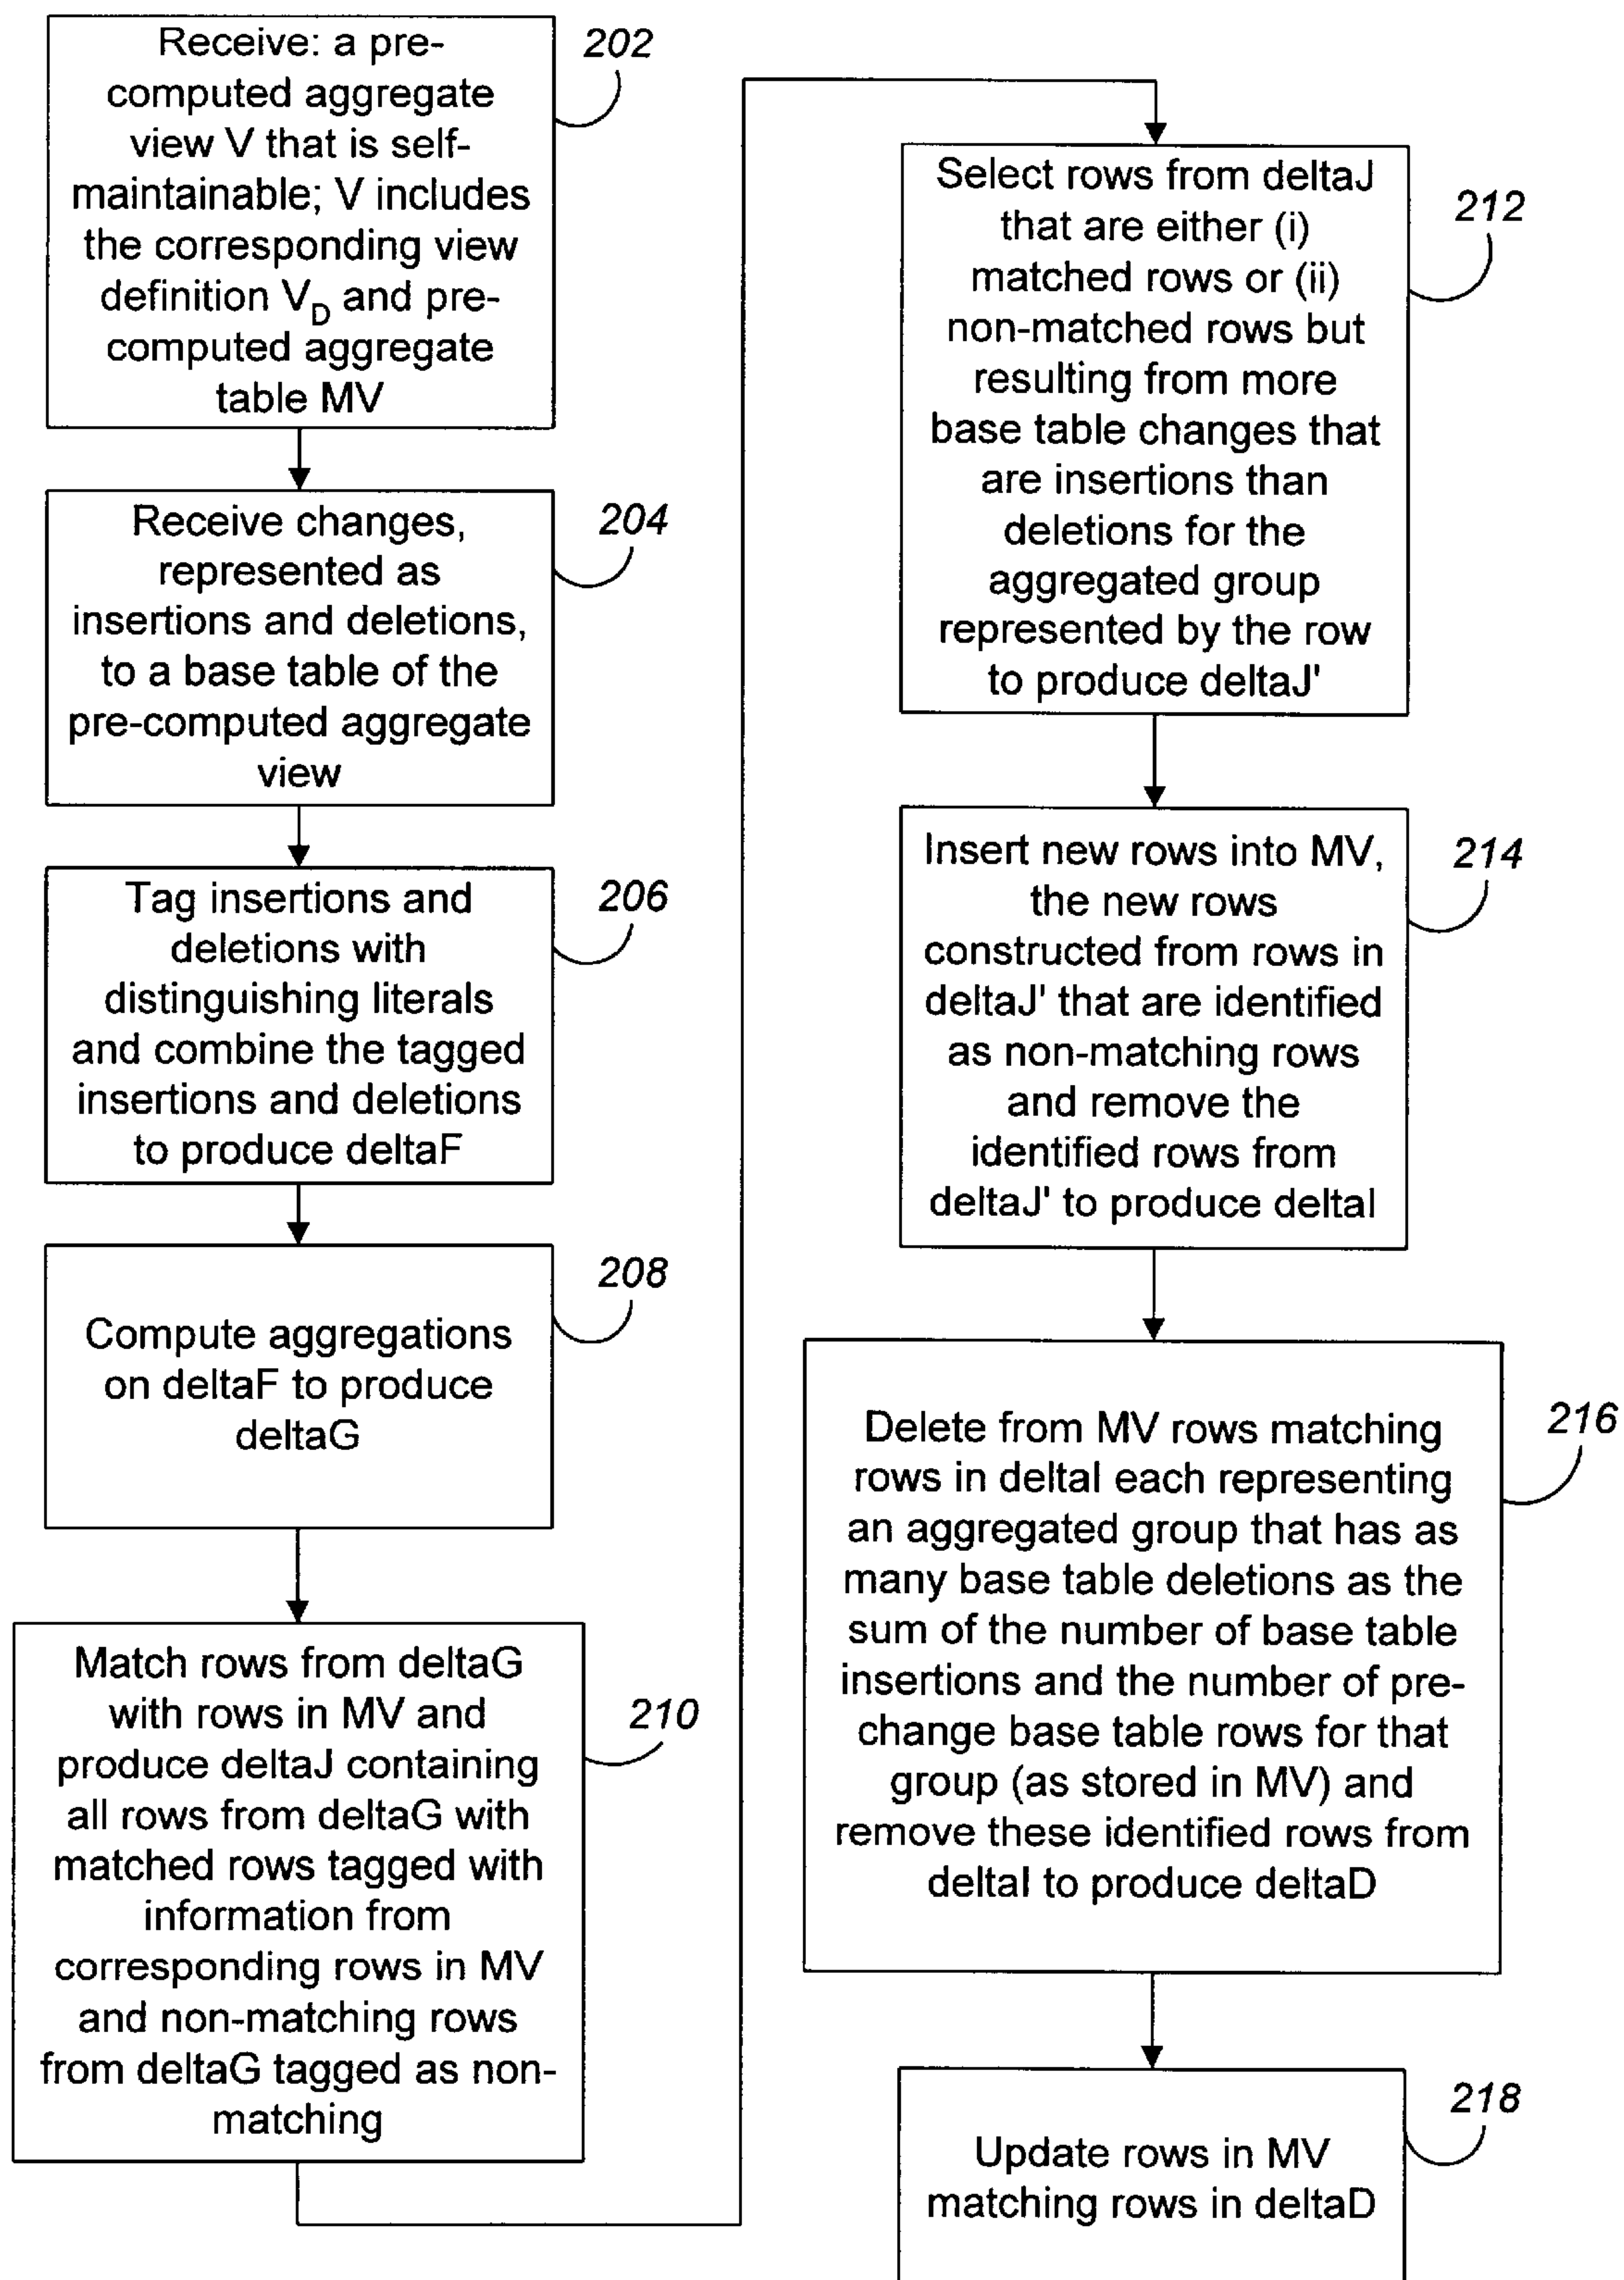 Receive: a pre-
computed aggregate
view V that is self-
maintainable; V includes
the corresponding view
definition VD and pre-
computed aggregate
table MV
202
Receive changes,
represented as
insertions and deletions,
to a base table of the
pre-computed aggregate
view
204
Tag insertions and
deletions with
distinguishing literals
and combine the tagged
insertions and deletions
to produce deltaF
206
Compute aggregations
on deltaF to produce
deltaG
208
Match rows from deltaG
with rows in MV and
produce deltaJ containing
all rows from deltaG with
matched rows tagged with
information from
corresponding rows in MV
and non-matching rows
from deltaG tagged as non-
matching
210
Select rows from deltaJ
that are either (i)
matched rows or (ii)
non-matched rows but
resulting from more
base table changes that
are insertions than
deletions for the
aggregated group
represented by the row
to produce deltaJ'
212
Insert new rows into MV,
the new rows
constructed from rows in
deltaJ' that are identified
as non-matching rows
and remove the
identified rows from
deltaJ' to produce deltaI
214
Delete from MV rows matching
rows in deltaI each representing
an aggregated group that has as
many base table deletions as the
sum of the number of base table
insertions and the number of pre-
change base table rows for that
group (as stored in MV) and
remove these identified rows from
deltaI to produce deltaD
216
Update rows in MV
matching rows in deltaD
218